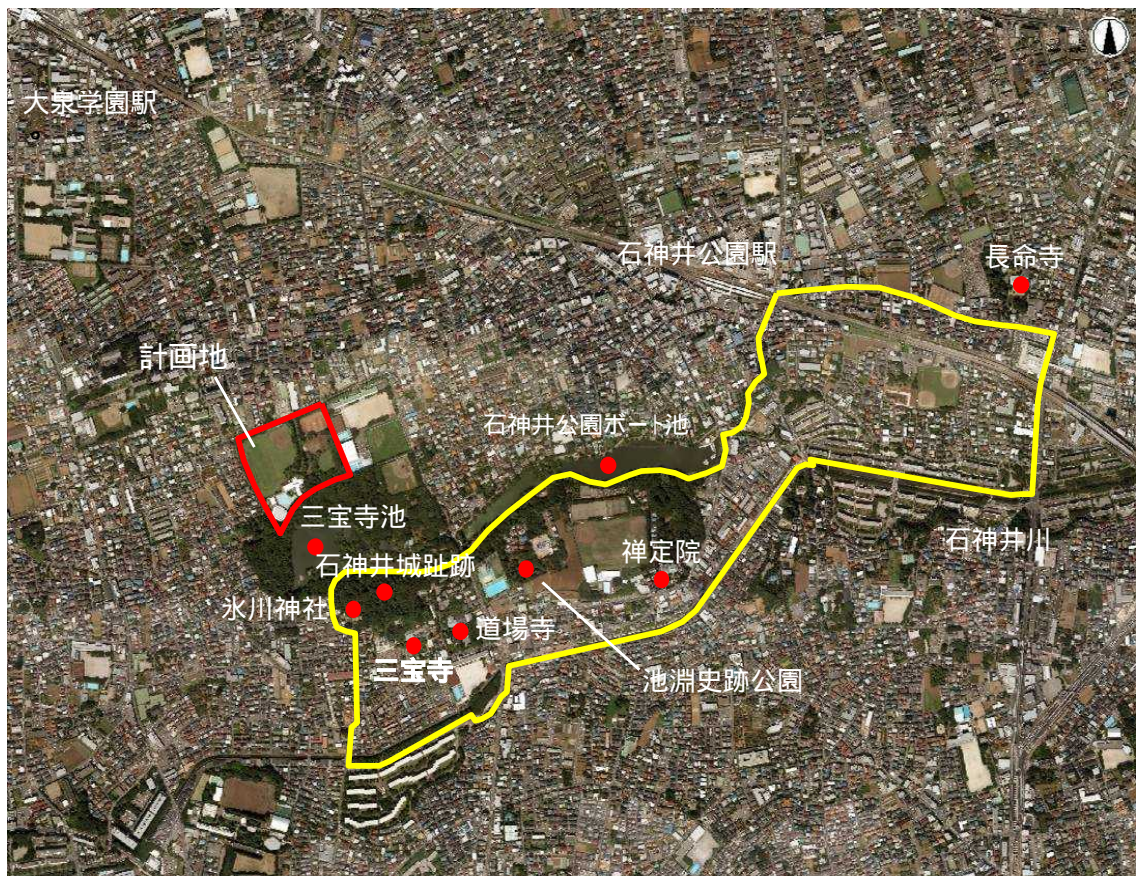 大泉学園駅
石神井公園駅
長命寺
計画地
石神井公園ボート池
三宝寺池
石神井川
禅定院
石神井城趾跡
氷川神社
道場寺
三宝寺
池淵史跡公園